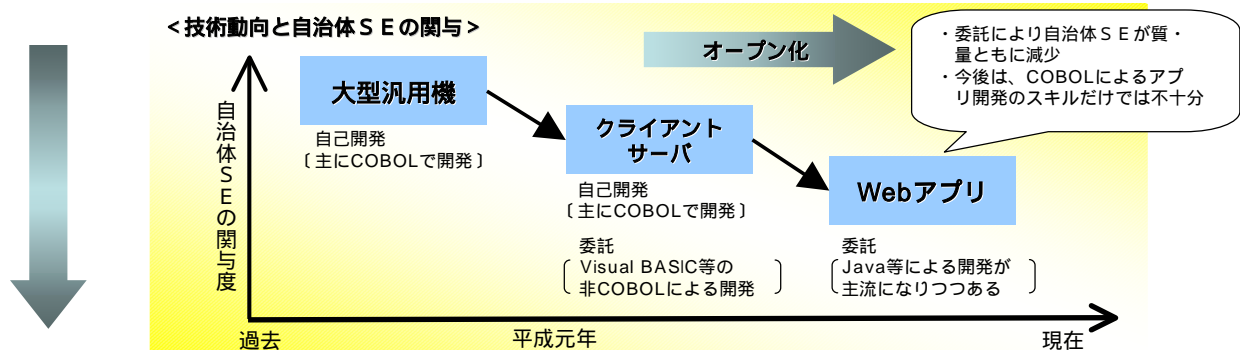 ＜技術動向と自治体ＳＥの関与＞
オープン化
・委託により自治体ＳＥが質・
量ともに減少
・今後は、COBOLによるアプ
リ開発のスキルだけでは不十分
自治体ＳＥの関与度
大型汎用機
自己開発
〔主にCOBOLで開発〕
クライアント
サーバ
自己開発
〔主にCOBOLで開発〕
委託
Visual BASIC等の
非COBOLによる開発
Webアプリ
委託
Java等による開発が
主流になりつつある
過去
平成元年
現在